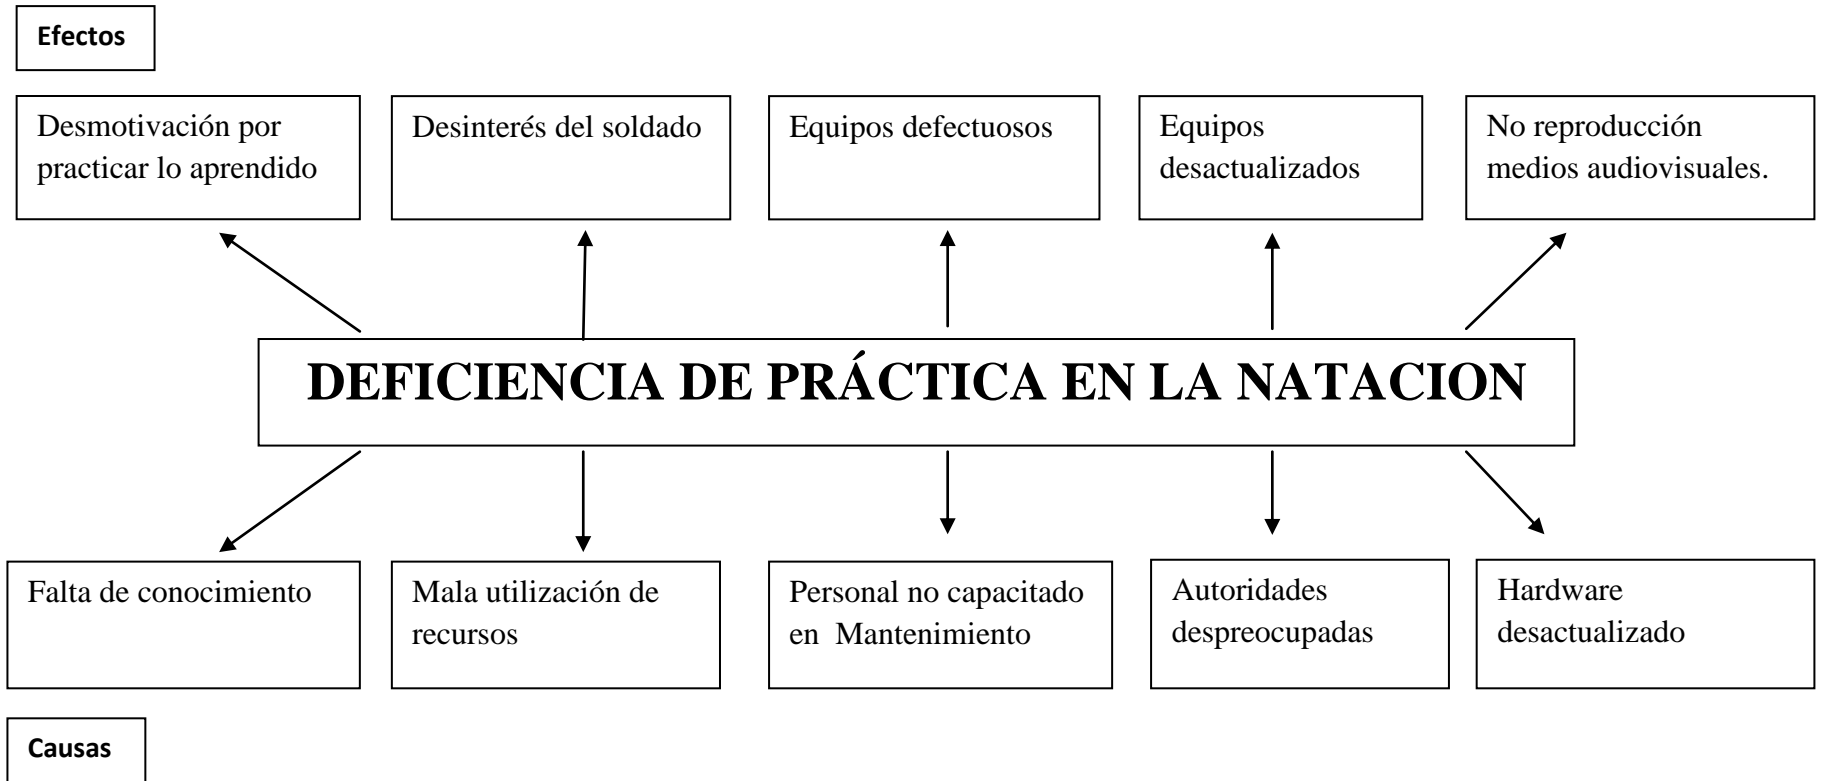 Efectos
Desmotivación por
practicar lo aprendido
Desinterés del soldado
Equipos defectuosos
Equipos
desactualizados
No reproducción
medios audiovisuales.
DEFICIENCIA DE PRÁCTICA EN LA NATACION
Falta de conocimiento
Mala utilización de
recursos
Personal no capacitado
en Mantenimiento
Autoridades
despreocupadas
Hardware
desactualizado
Causas